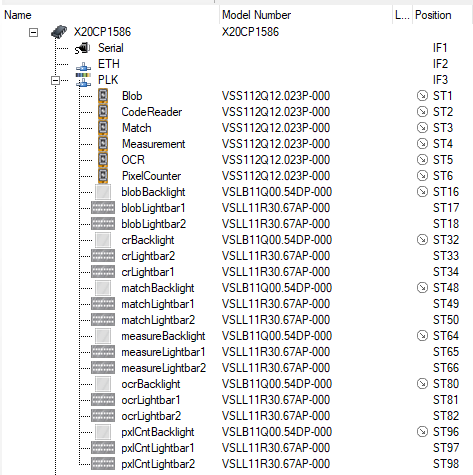 Name Model Number L... Position
X20CP1586 X20CP1586
Serial IF1
ETH IF2
PLK IF3
Blob VSS112Q12.023P-000 ST1
CodeReader VSS112Q12.023P-000 ST2
Match VSS112Q12.023P-000 ST3
Measurement VSS112Q12.023P-000 ST4
OCR VSS112Q12.023P-000 ST5
PixelCounter VSS112Q12.023P-000 ST6
blobBacklight VSLB11Q00.54DP-000 ST16
blobLightbar1 VSLL11R30.67AP-000 ST17
blobLightbar2 VSLL11R30.67AP-000 ST18
crBacklight VSLB11Q00.54DP-000 ST32
crLightbar2 VSLL11R30.67AP-000 ST33
crLightbar1 VSLL11R30.67AP-000 ST34
matchBacklight VSLB11Q00.54DP-000 ST48
matchLightbar1 VSLL11R30.67AP-000 ST49
matchLightbar2 VSLL11R30.67AP-000 ST50
measureBacklight VSLB11Q00.54DP-000 ST64
measureLightbar1 VSLL11R30.67AP-000 ST65
measureLightbar2 VSLL11R30.67AP-000 ST66
ocrBacklight VSLB11Q00.54DP-000 ST80
ocrLightbar1 VSLL11R30.67AP-000 ST81
ocrLightbar2 VSLL11R30.67AP-000 ST82
pxlCntBacklight VSLB11Q00.54DP-000 ST96
pxlCntLightbar1 VSLL11R30.67AP-000 ST97
pxlCntLightbar2 VSLL11R30.67AP-000 ST98